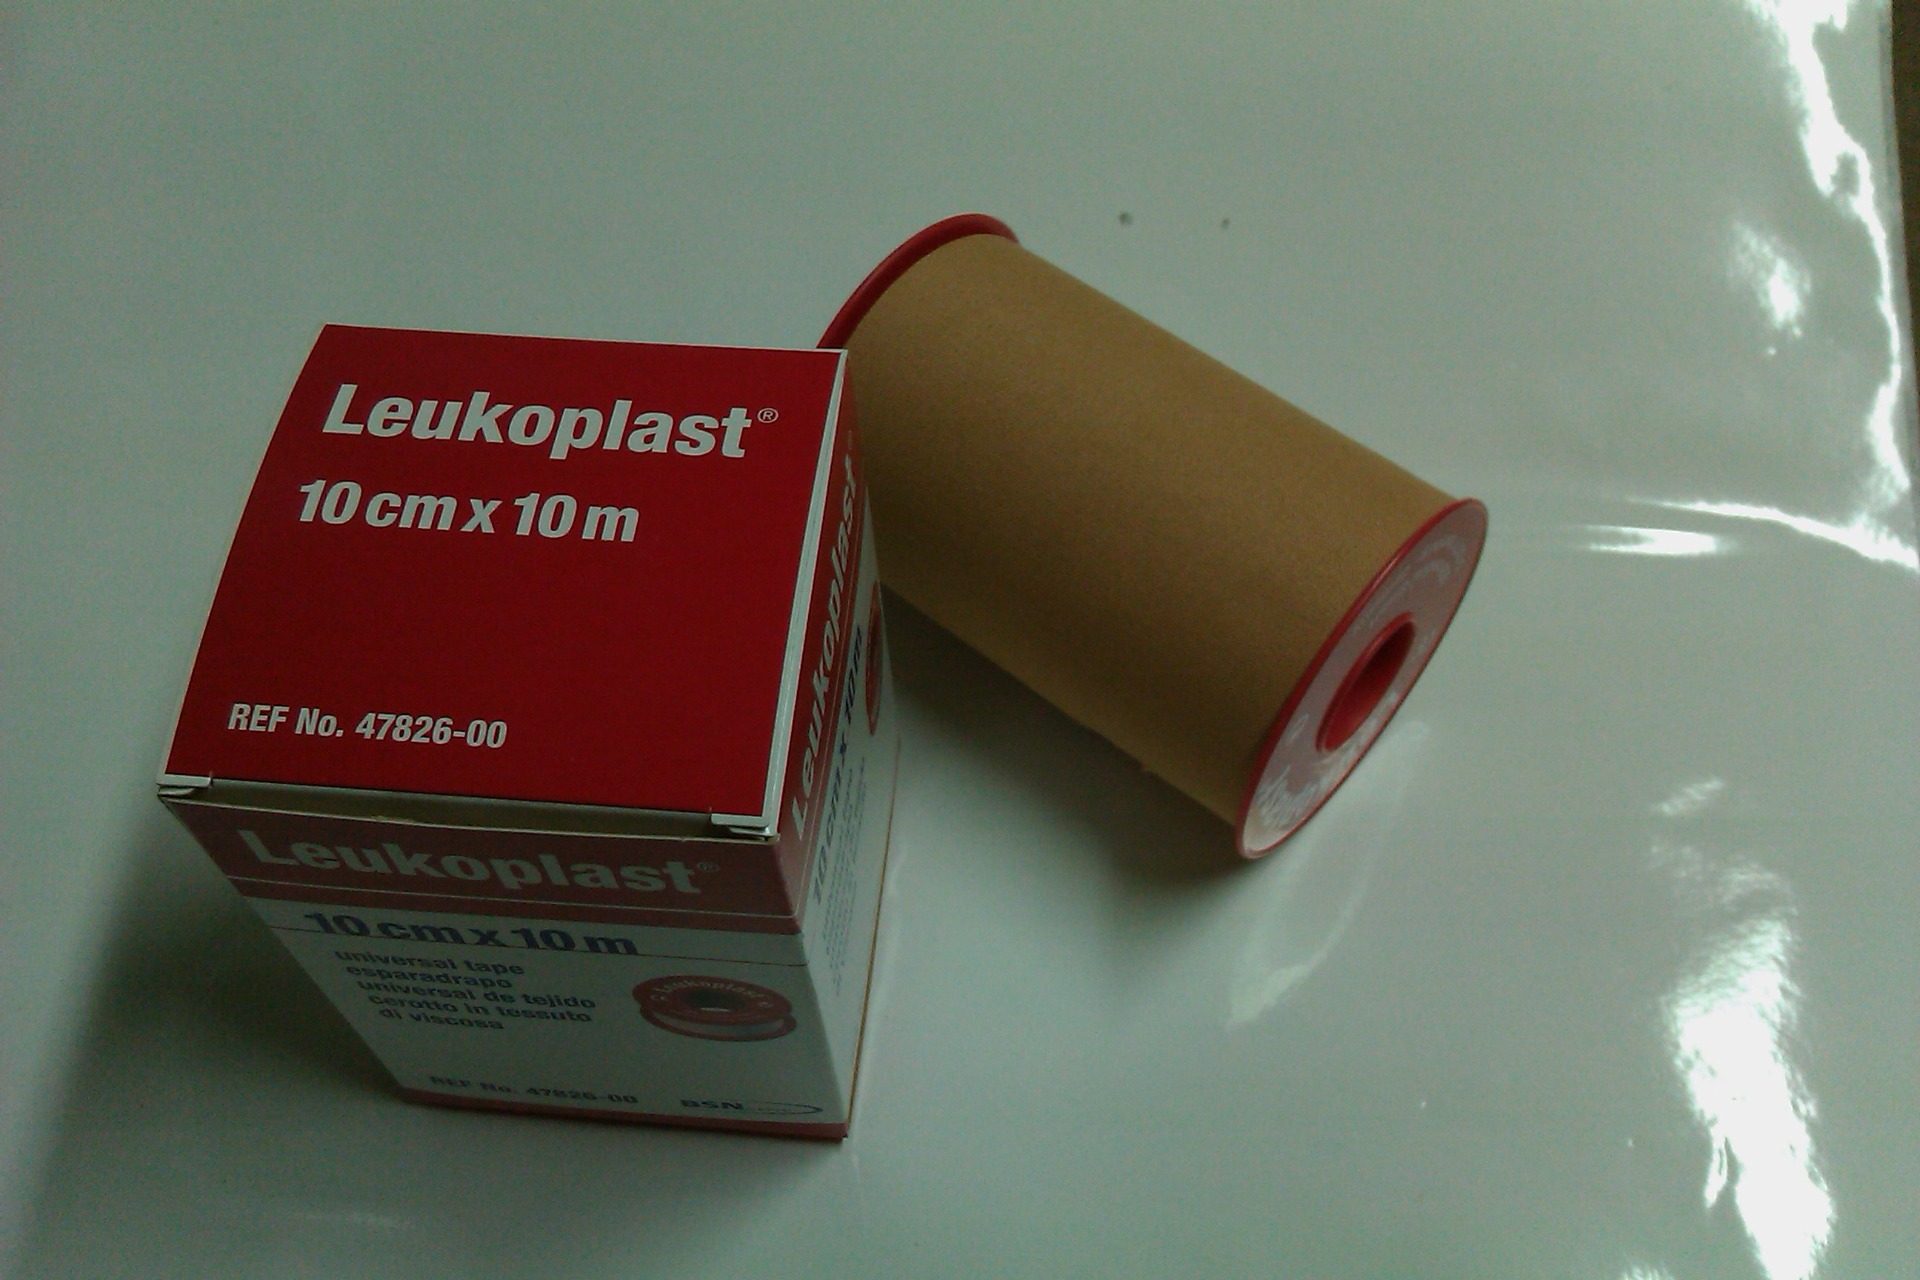 Leukoplast®
10 cm x 10 m
REF No. 47826-00
Leukoplast®
10 cm x 10 m
universal tape
esparadrapo
universal de tejido
cerotto in tessuto
di viscosa
Leukoplast
REF No. 47826-00
BSN
Leukoplast
10 cm x 10 m